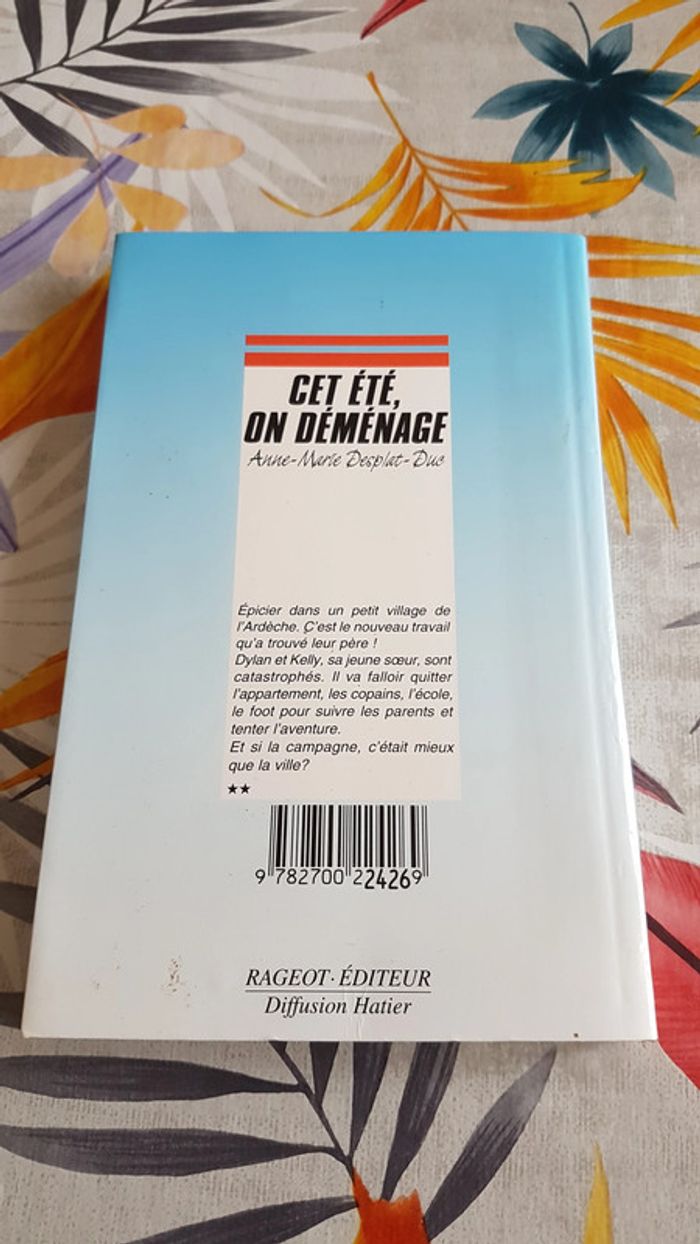 CET ÉTÉ,
ON DÉMÉNAGE
Anne-Marie Desplat-Duc
Épicier dans un petit village de
l'Ardèche. C'est le nouveau travail
qu'a trouvé leur père !
Dylan et Kelly, sa jeune sœur, sont
catastrophés. Il va falloir quitter
l'appartement, les copains, l'école,
le foot pour suivre les parents et
tenter l'aventure.
Et si la campagne, c'était mieux
que la ville?
★★
9 782700 224269
RAGEOT·ÉDITEUR
Diffusion Hatier